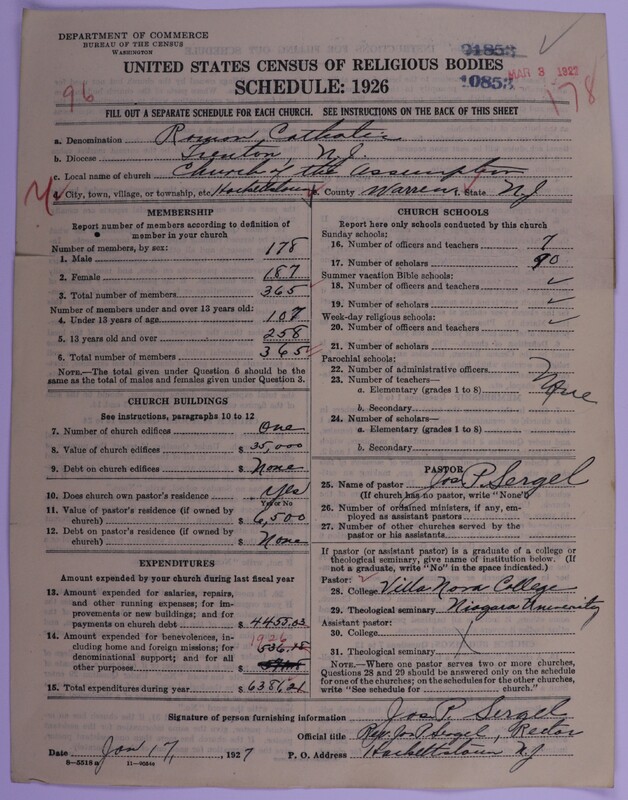 DEPARTMENT OF COMMERCE
BUREAU OF THE CENSUS
WASHINGTON
10853
MAR 3 1927
UNITED STATES CENSUS OF RELIGIOUS BODIES
SCHEDULE: 1926
96
178
FILL OUT A SEPARATE SCHEDULE FOR EACH CHURCH. SEE INSTRUCTIONS ON THE BACK OF THIS SHEET
a. Denomination Roman Catholic
b. Diocese Trenton, N.J.
c. Local name of church Church of the Assumption
d. City, town, village, or township, etc. Hackettstown e. County Warren f. State NJ
MEMBERSHIP
Report number of members according to definition of member in your church
Number of members, by sex:
1. Male 178
2. Female 187
3. Total number of members 365
Number of members under and over 13 years old:
4. Under 13 years of age 107
5. 13 years old and over 258
6. Total number of members 365
NOTE.—The total given under Question 6 should be the
same as the total of males and females given under Question 3.
CHURCH BUILDINGS
See instructions, paragraphs 10 to 12
7. Number of church edifices One
8. Value of church edifices $ 35,000
9. Debt on church edifices $ None
10. Does church own pastor's residence Yes
Yes or No
11. Value of pastor's residence (if owned by
church) $ 6,500
12. Debt on pastor's residence (if owned by
church) $ None
EXPENDITURES
Amount expended by your church during last fiscal year
13. Amount expended for salaries, repairs,
and other running expenses; for im-
provements or new buildings; and for
payments on church debt $ 4455.03
14. Amount expended for benevolences, in-
cluding home and foreign missions; for
denominational support; and for all
other purposes $
1926
15. Total expenditures during year $ 6381.21
CHURCH SCHOOLS
Report here only schools conducted by this church
Sunday schools:
16. Number of officers and teachers 7
17. Number of scholars 90
Summer vacation Bible schools:
18. Number of officers and teachers
19. Number of scholars
Week-day religious schools:
20. Number of officers and teachers
21. Number of scholars
Parochial schools:
22. Number of administrative officers
23. Number of teachers—
a. Elementary (grades 1 to 8) None
b. Secondary
24. Number of scholars—
a. Elementary (grades 1 to 8)
b. Secondary
PASTOR
25. Name of pastor Jos P. Sergel
(If church has no pastor, write "None")
26. Number of ordained ministers, if any, em-
ployed as assistant pastors
27. Number of other churches served by the
pastor or his assistants
If pastor (or assistant pastor) is a graduate of a college or
theological seminary, give name of institution below. (If
not a graduate, write "No" in the space indicated.)
Pastor:
28. College Villa Nova College
29. Theological seminary Niagara University
Assistant pastor:
30. College
31. Theological seminary
NOTE.—Where one pastor serves two or more churches,
Questions 28 and 29 should be answered only on the schedule
for one of the churches; on the schedules for the other churches,
write "See schedule for church."
Signature of person furnishing information Jos. P. Sergel
Official title Rev. Jos. P. Sergel, Rector
Date Jan 17, 1927 P. O. Address Hackettstown N.J.
8-5518a 11-90544